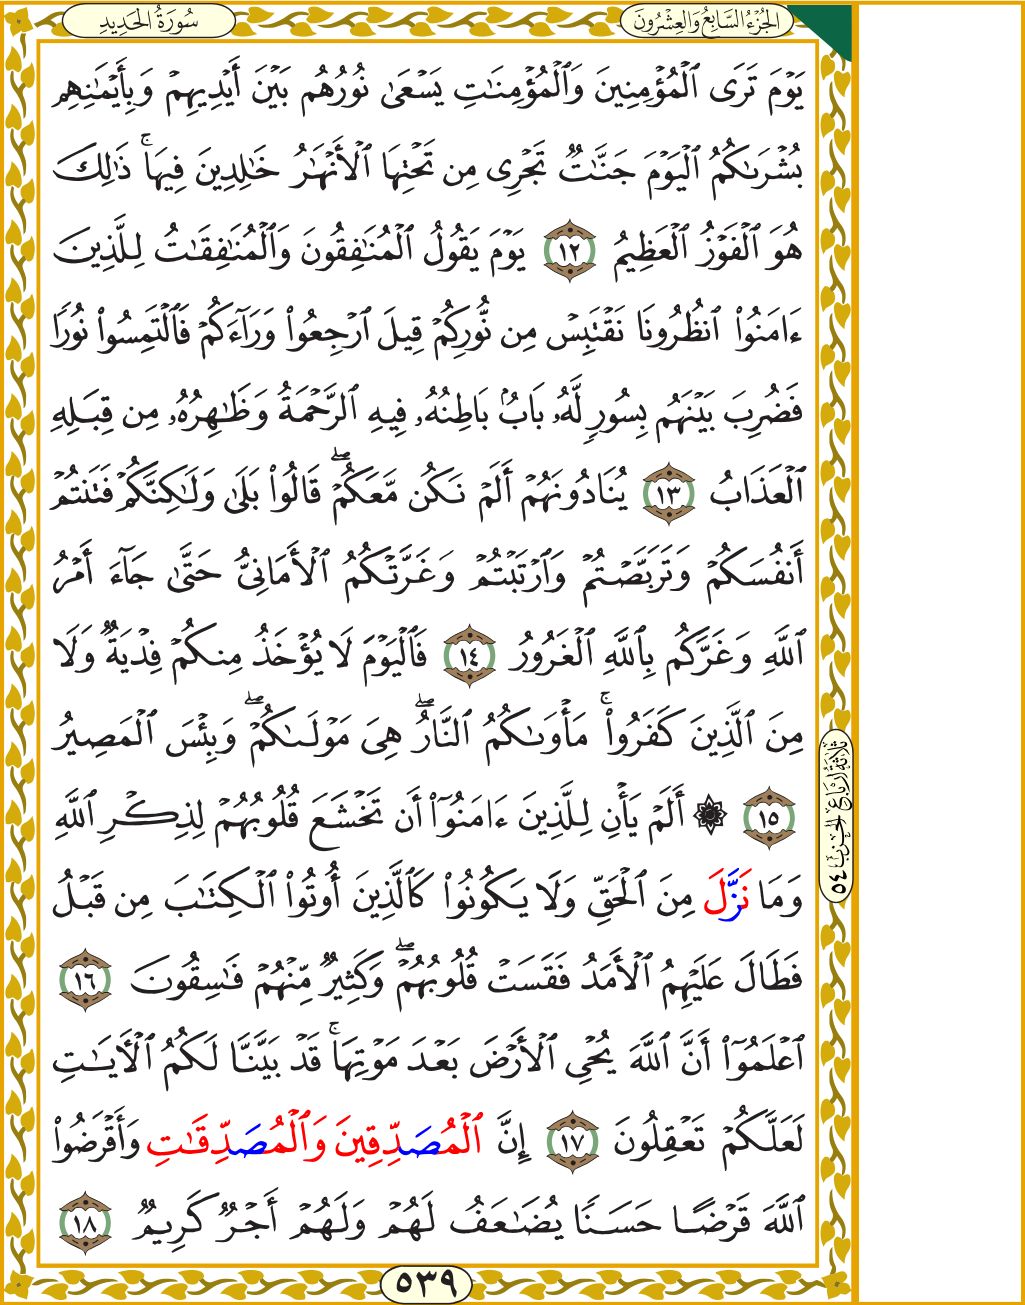 سُورَةُ الحَدِيدِ
الجُزْءُ السَّابِعُ وَالعِشْرُونَ
يَوْمَ تَرَى ٱلْمُؤْمِنِينَ وَٱلْمُؤْمِنَٰتِ يَسْعَىٰ نُورُهُم بَيْنَ أَيْدِيهِمْ وَبِأَيْمَٰنِهِم
بُشْرَىٰكُمُ ٱلْيَوْمَ جَنَّٰتٌ تَجْرِى مِن تَحْتِهَا ٱلْأَنْهَٰرُ خَٰلِدِينَ فِيهَا ۚ ذَٰلِكَ
هُوَ ٱلْفَوْزُ ٱلْعَظِيمُ ١٢ يَوْمَ يَقُولُ ٱلْمُنَٰفِقُونَ وَٱلْمُنَٰفِقَٰتُ لِلَّذِينَ
ءَامَنُوا۟ ٱنظُرُونَا نَقْتَبِسْ مِن نُّورِكُمْ قِيلَ ٱرْجِعُوا۟ وَرَآءَكُمْ فَٱلْتَمِسُوا۟ نُورًا
فَضُرِبَ بَيْنَهُم بِسُورٍ لَّهُۥ بَابٌۢ بَاطِنُهُۥ فِيهِ ٱلرَّحْمَةُ وَظَٰهِرُهُۥ مِن قِبَلِهِ
ٱلْعَذَابُ ١٣ يُنَادُونَهُمْ أَلَمْ نَكُن مَّعَكُمْ ۖ قَالُوا۟ بَلَىٰ وَلَٰكِنَّكُمْ فَتَنتُمْ
أَنفُسَكُمْ وَتَرَبَّصْتُمْ وَٱرْتَبْتُمْ وَغَرَّتْكُمُ ٱلْأَمَانِىُّ حَتَّىٰ جَآءَ أَمْرُ
ٱللَّهِ وَغَرَّكُم بِٱللَّهِ ٱلْغَرُورُ ١٤ فَٱلْيَوْمَ لَا يُؤْخَذُ مِنكُمْ فِدْيَةٌ وَلَا
مِنَ ٱلَّذِينَ كَفَرُوا۟ ۚ مَأْوَىٰكُمُ ٱلنَّارُ ۖ هِىَ مَوْلَىٰكُمْ ۖ وَبِئْسَ ٱلْمَصِيرُ
١٥ ۞ أَلَمْ يَأْنِ لِلَّذِينَ ءَامَنُوٓا۟ أَن تَخْشَعَ قُلُوبُهُمْ لِذِكْرِ ٱللَّهِ
وَمَا نَزَّلَ مِنَ ٱلْحَقِّ وَلَا يَكُونُوا۟ كَٱلَّذِينَ أُوتُوا۟ ٱلْكِتَٰبَ مِن قَبْلُ
فَطَالَ عَلَيْهِمُ ٱلْأَمَدُ فَقَسَتْ قُلُوبُهُمْ ۖ وَكَثِيرٌ مِّنْهُمْ فَٰسِقُونَ ١٦
ٱعْلَمُوٓا۟ أَنَّ ٱللَّهَ يُحْىِ ٱلْأَرْضَ بَعْدَ مَوْتِهَا ۚ قَدْ بَيَّنَّا لَكُمُ ٱلْـَٔايَٰتِ
لَعَلَّكُمْ تَعْقِلُونَ ١٧ إِنَّ ٱلْمُصَدِّقِينَ وَٱلْمُصَدِّقَٰتِ وَأَقْرَضُوا۟
ٱللَّهَ قَرْضًا حَسَنًا يُضَٰعَفُ لَهُمْ وَلَهُمْ أَجْرٌ كَرِيمٌ ١٨
ثلاثة أرباع الحزب ٥٤
٥٣٩